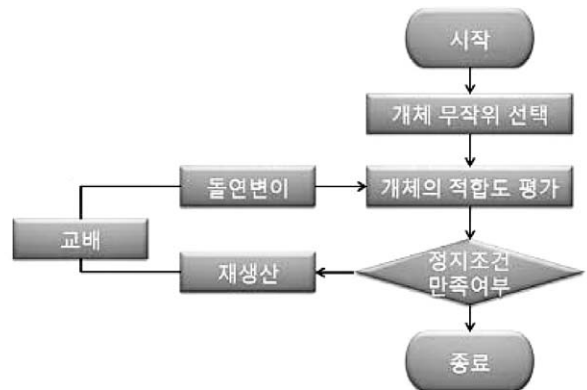 시작
개체 무작위 선택
돌연변이
개체의 적합도 평가
교배
재생산
정지조건
만족여부
종료